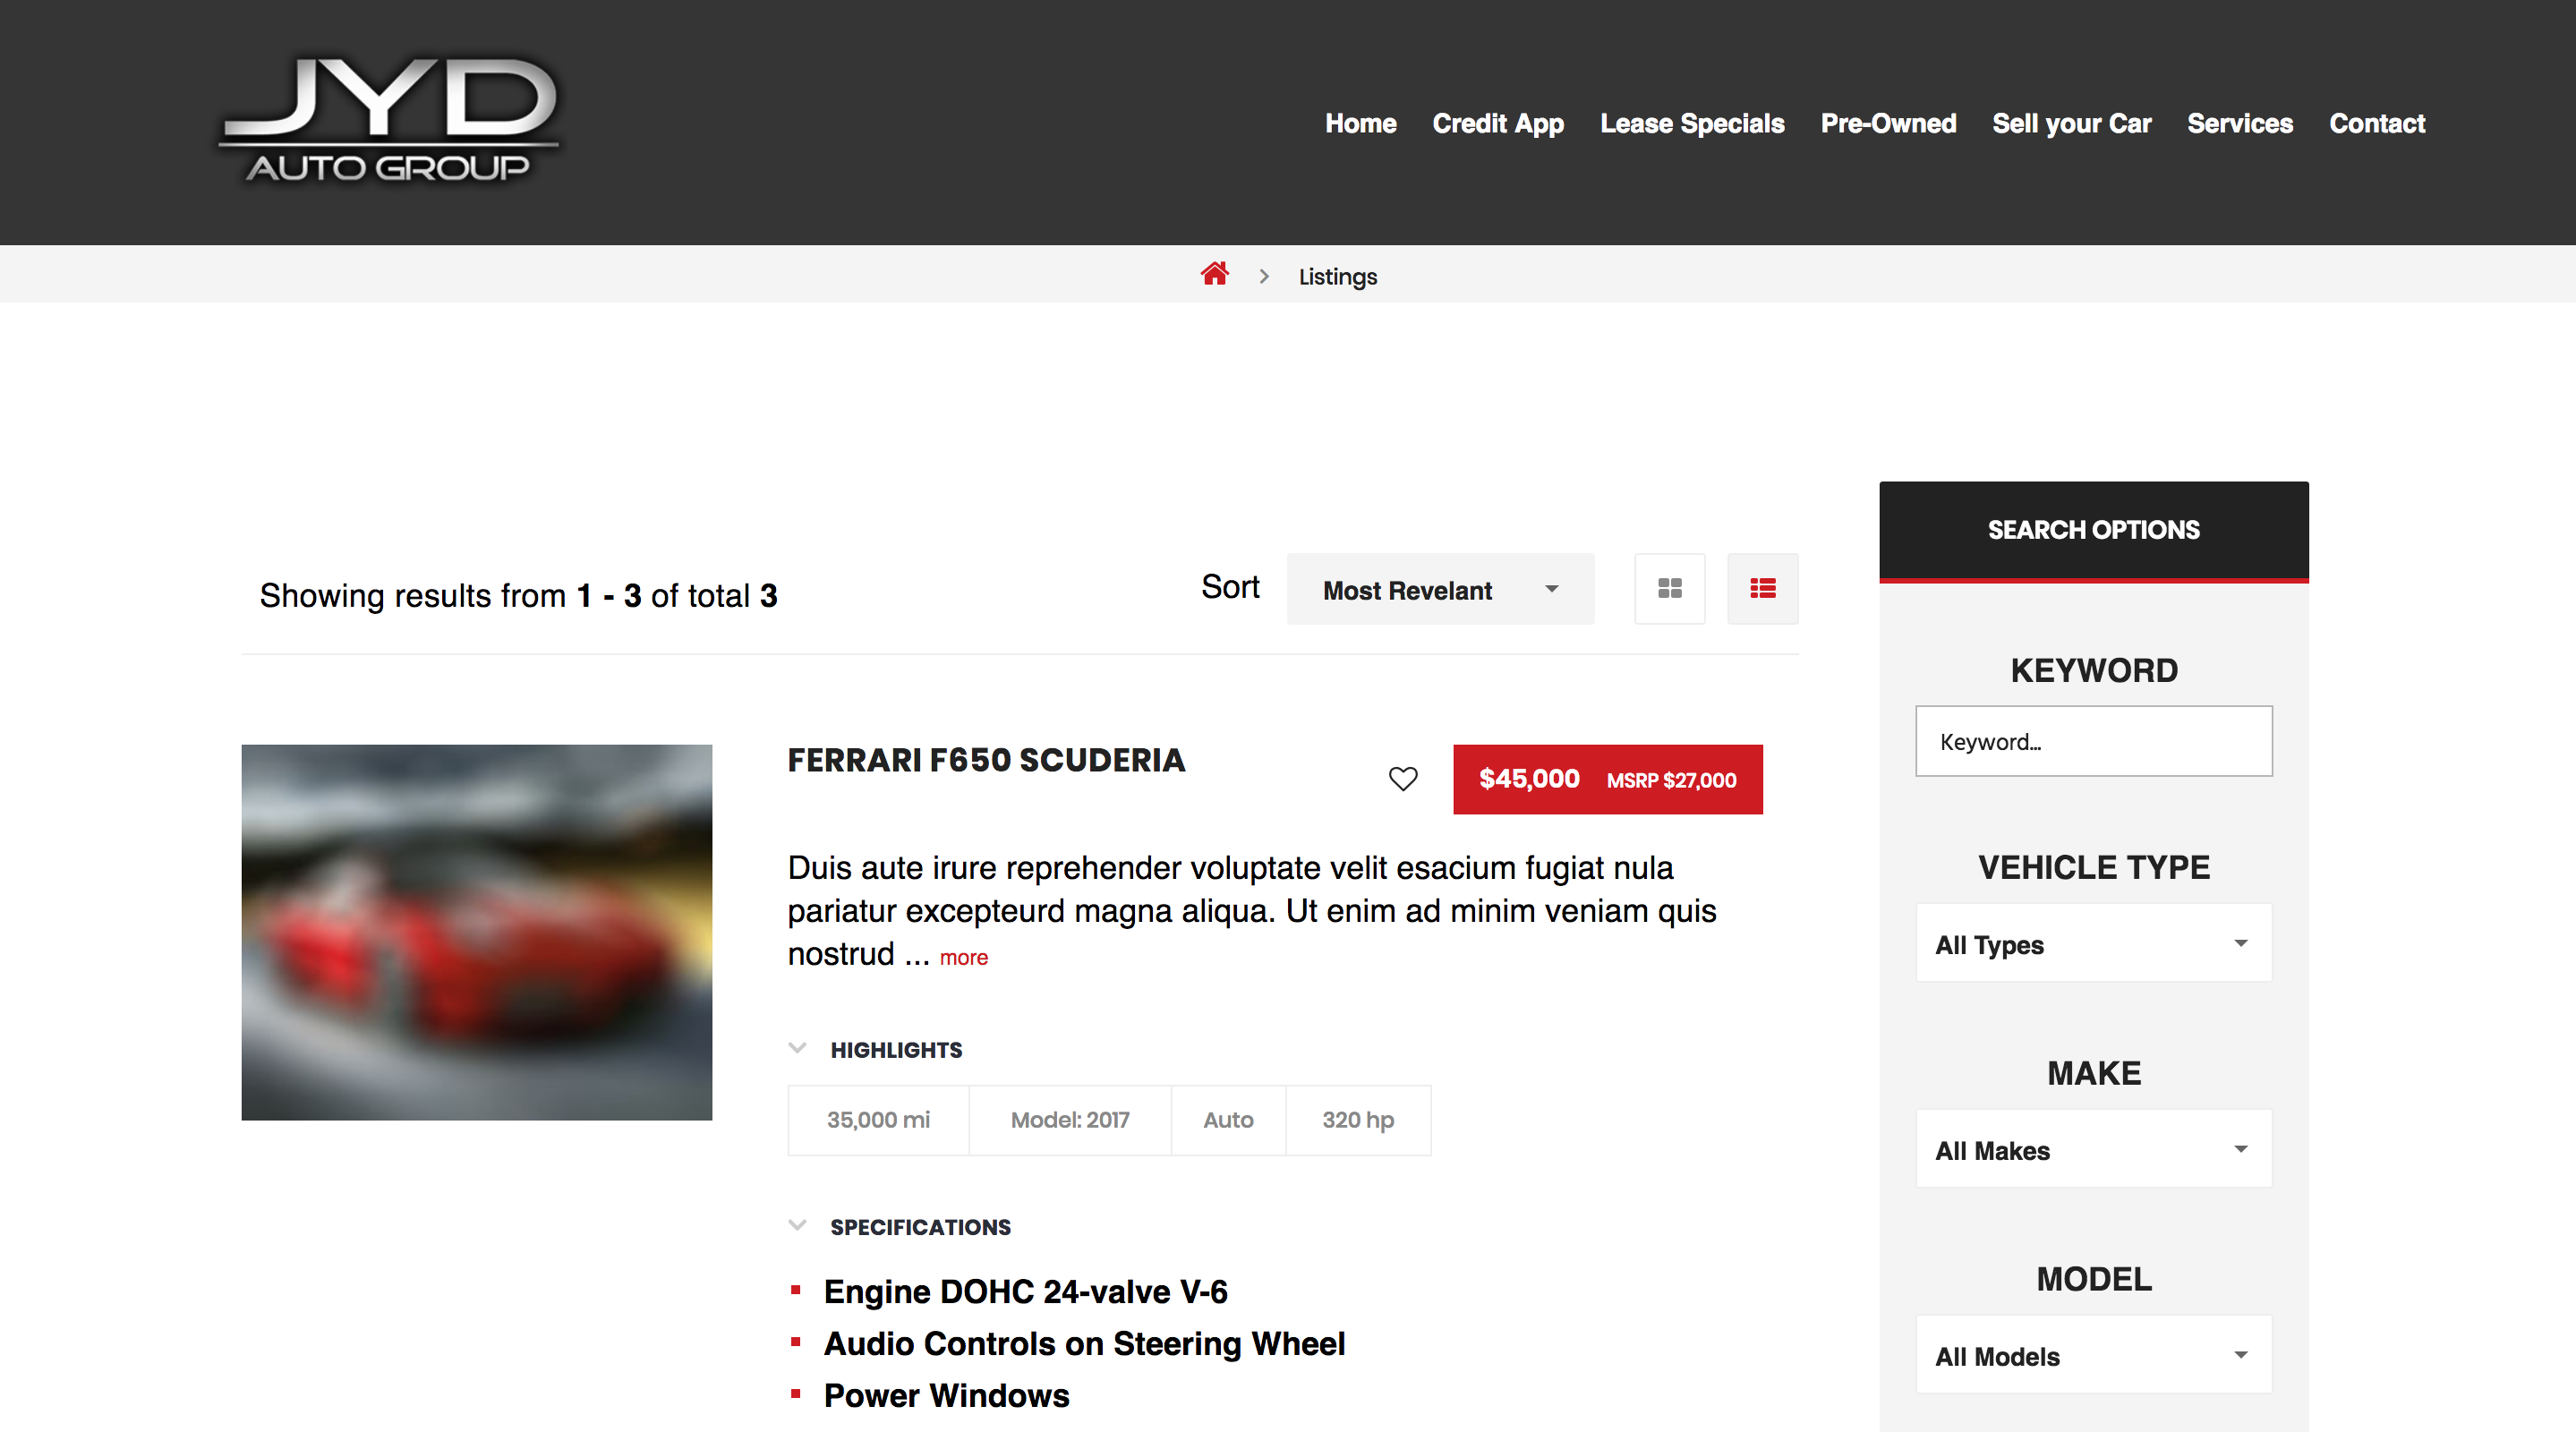 JYD
AUTO GROUP
Home Credit App Lease Specials Pre-Owned Sell your Car Services Contact
Listings
Showing results from 1 - 3 of total 3
Sort Most Revelant
FERRARI F650 SCUDERIA
$45,000 MSRP $27,000
Duis aute irure reprehender voluptate velit esacium fugiat nula
pariatur excepteurd magna aliqua. Ut enim ad minim veniam quis
nostrud ... more
HIGHLIGHTS
35,000 mi Model: 2017 Auto 320 hp
SPECIFICATIONS
Engine DOHC 24-valve V-6
Audio Controls on Steering Wheel
Power Windows
SEARCH OPTIONS
KEYWORD
Keyword...
VEHICLE TYPE
All Types
MAKE
All Makes
MODEL
All Models